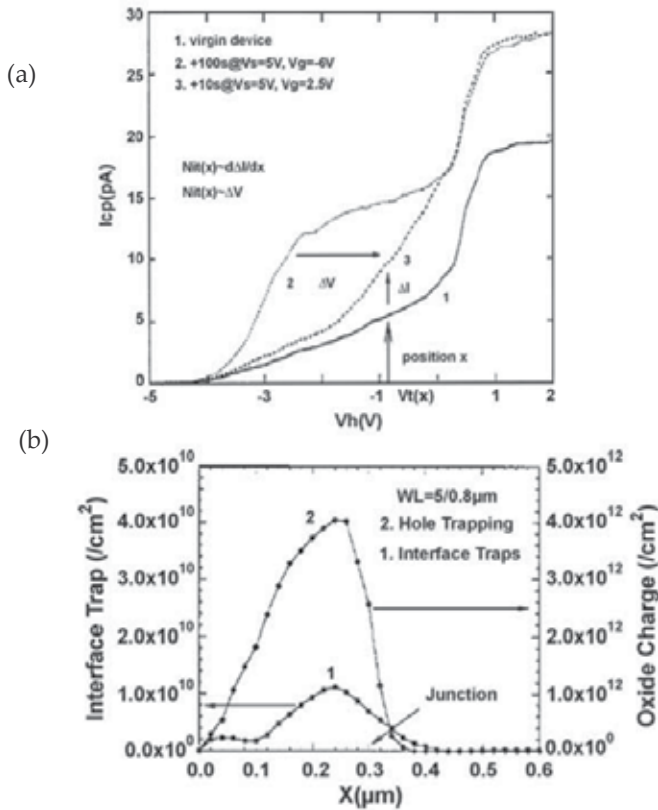 (a)
1. virgin device
2. +100s@Vs=5V, Vg=-6V
3. +10s@Vs=5V, Vg=2.5V
Nit(x)~dΔI/dx
Nit(x)~ΔV
2 ΔV
3
ΔI
1
position x
Vt(x)
Icp(pA)
30
25
20
15
10
5
0
-5 -3 -1 1 2
Vh(V)
(b)
5.0x10^10
4.0x10^10
3.0x10^10
2.0x10^10
1.0x10^10
0.0x10^0
Interface Trap (/cm^2)
WL=5/0.8μm
2. Hole Trapping
1. Interface Traps
2
1
Junction
5.0x10^12
4.0x10^12
3.0x10^12
2.0x10^12
1.0x10^12
0.0x10^0
Oxide Charge (/cm^2)
0.0 0.1 0.2 0.3 0.4 0.5 0.6
X(μm)